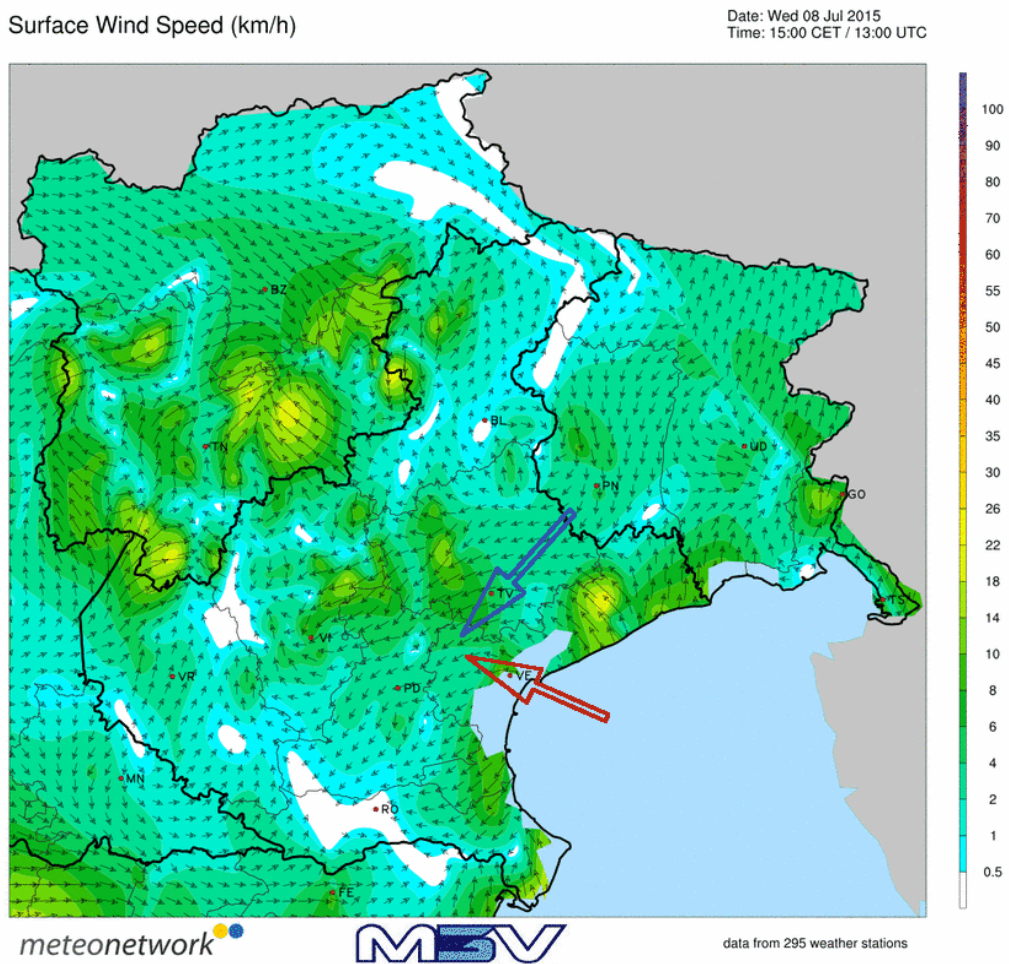 Surface Wind Speed (km/h)
Date: Wed 08 Jul 2015
Time: 15:00 CET / 13:00 UTC
100
90
80
70
60
55
50
45
40
35
30
26
22
18
14
10
8
6
4
2
1
0.5
BZ
BL
TN
UD
PN
GO
TV
TS
VI
VR
VE
PD
MN
RO
FE
meteonetwork
M3V
data from 295 weather stations